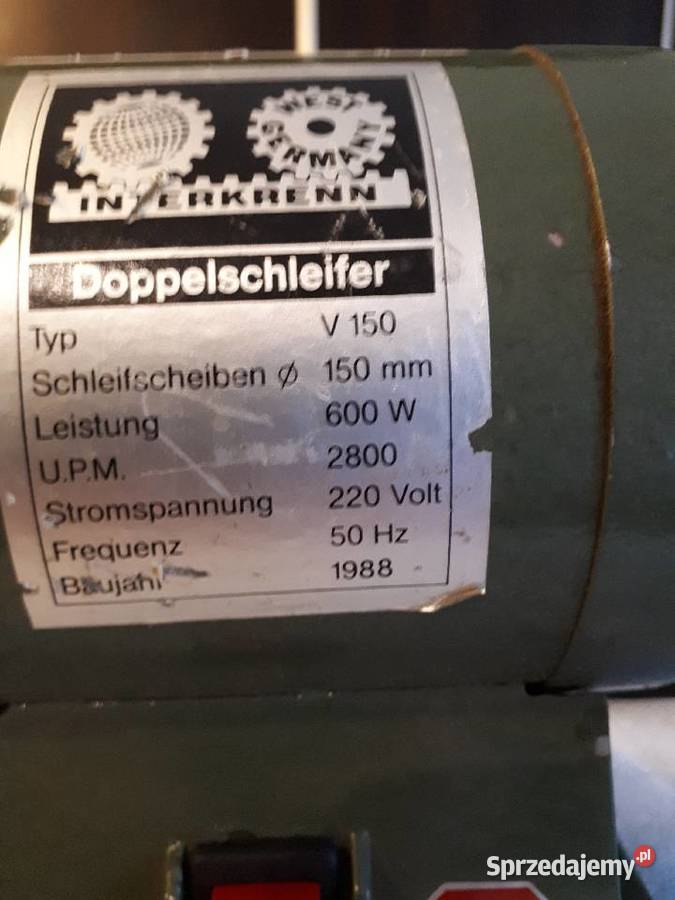 WEST GERMANY
INTERKRENN
Doppelschleifer
Typ V 150
Schleifscheiben Ø 150 mm
Leistung 600 W
U.P.M. 2800
Stromspannung 220 Volt
Frequenz 50 Hz
Baujahr 1988
Sprzedajemy.pl